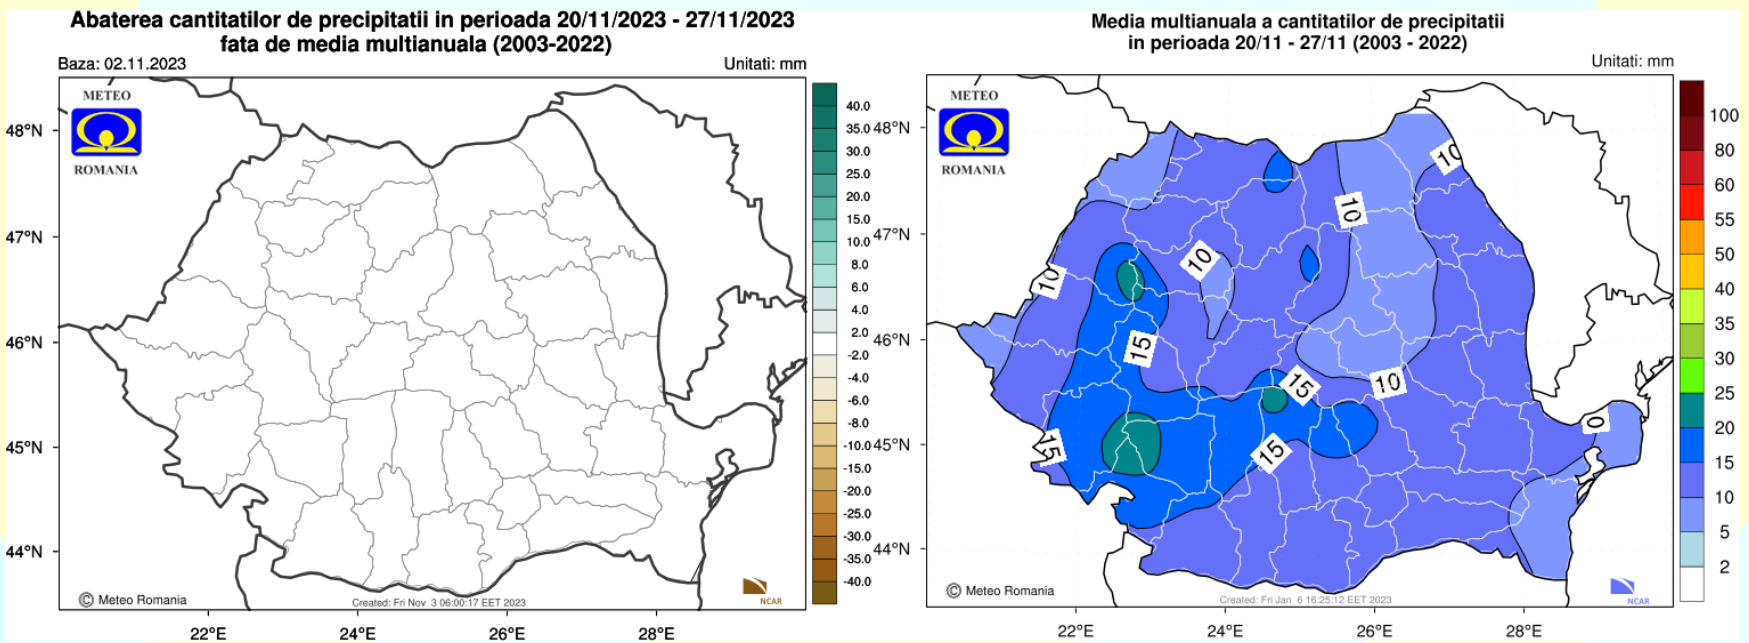 Abaterea cantitatilor de precipitatii in perioada 20/11/2023 - 27/11/2023
fata de media multianuala (2003-2022)
Baza: 02.11.2023
Unitati: mm
METEO
ROMANIA
48°N
47°N
46°N
45°N
44°N
22°E
24°E
26°E
28°E
40.0
35.0
30.0
25.0
20.0
15.0
10.0
8.0
6.0
4.0
2.0
-2.0
-4.0
-6.0
-8.0
-10.0
-15.0
-20.0
-25.0
-30.0
-35.0
-40.0
© Meteo Romania
Created: Fri Nov 3 06:00:17 EET 2023
NCAR
Media multianuala a cantitatilor de precipitatii
in perioada 20/11 - 27/11 (2003 - 2022)
Unitati: mm
METEO
ROMANIA
48°N
47°N
46°N
45°N
44°N
22°E
24°E
26°E
28°E
10
10
10
10
15
15
10
0
15
15
100
80
60
55
50
40
35
30
25
20
15
10
5
2
© Meteo Romania
Created: Fri Jan 6 16:25:12 EET 2023
NCAR